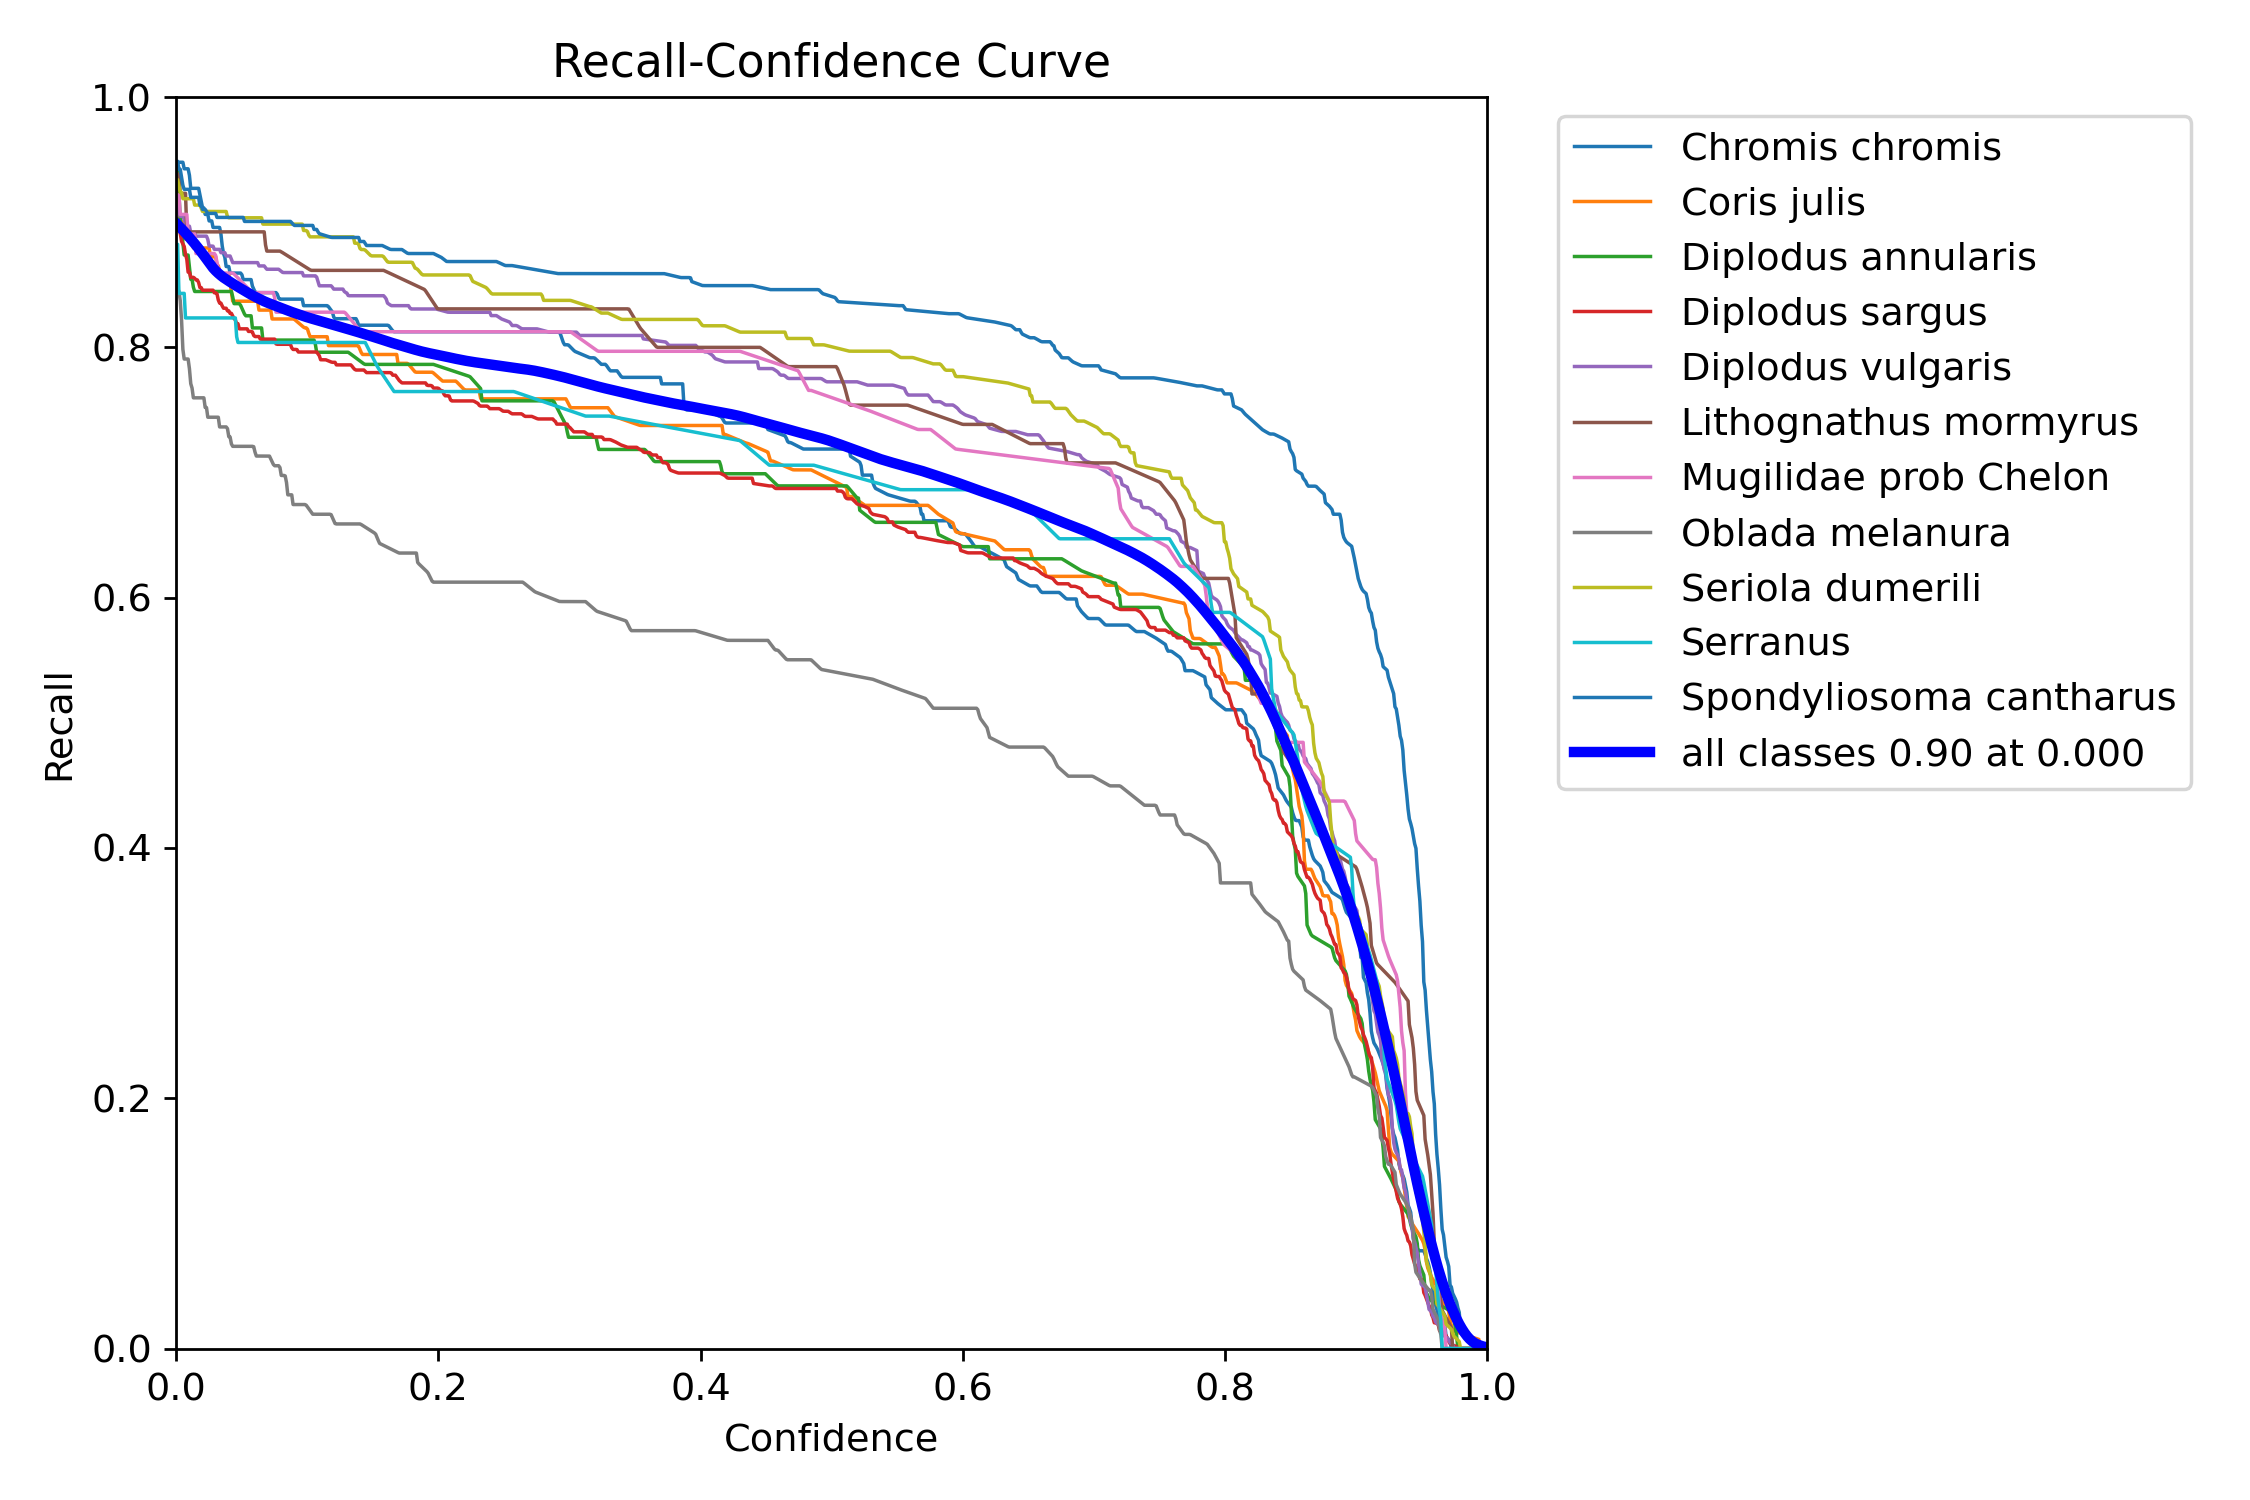 Recall-Confidence Curve
1.0
0.8
0.6
0.4
0.2
0.0
Recall
0.0 0.2 0.4 0.6 0.8 1.0
Confidence
Chromis chromis
Coris julis
Diplodus annularis
Diplodus sargus
Diplodus vulgaris
Lithognathus mormyrus
Mugilidae prob Chelon
Oblada melanura
Seriola dumerili
Serranus
Spondyliosoma cantharus
all classes 0.90 at 0.000